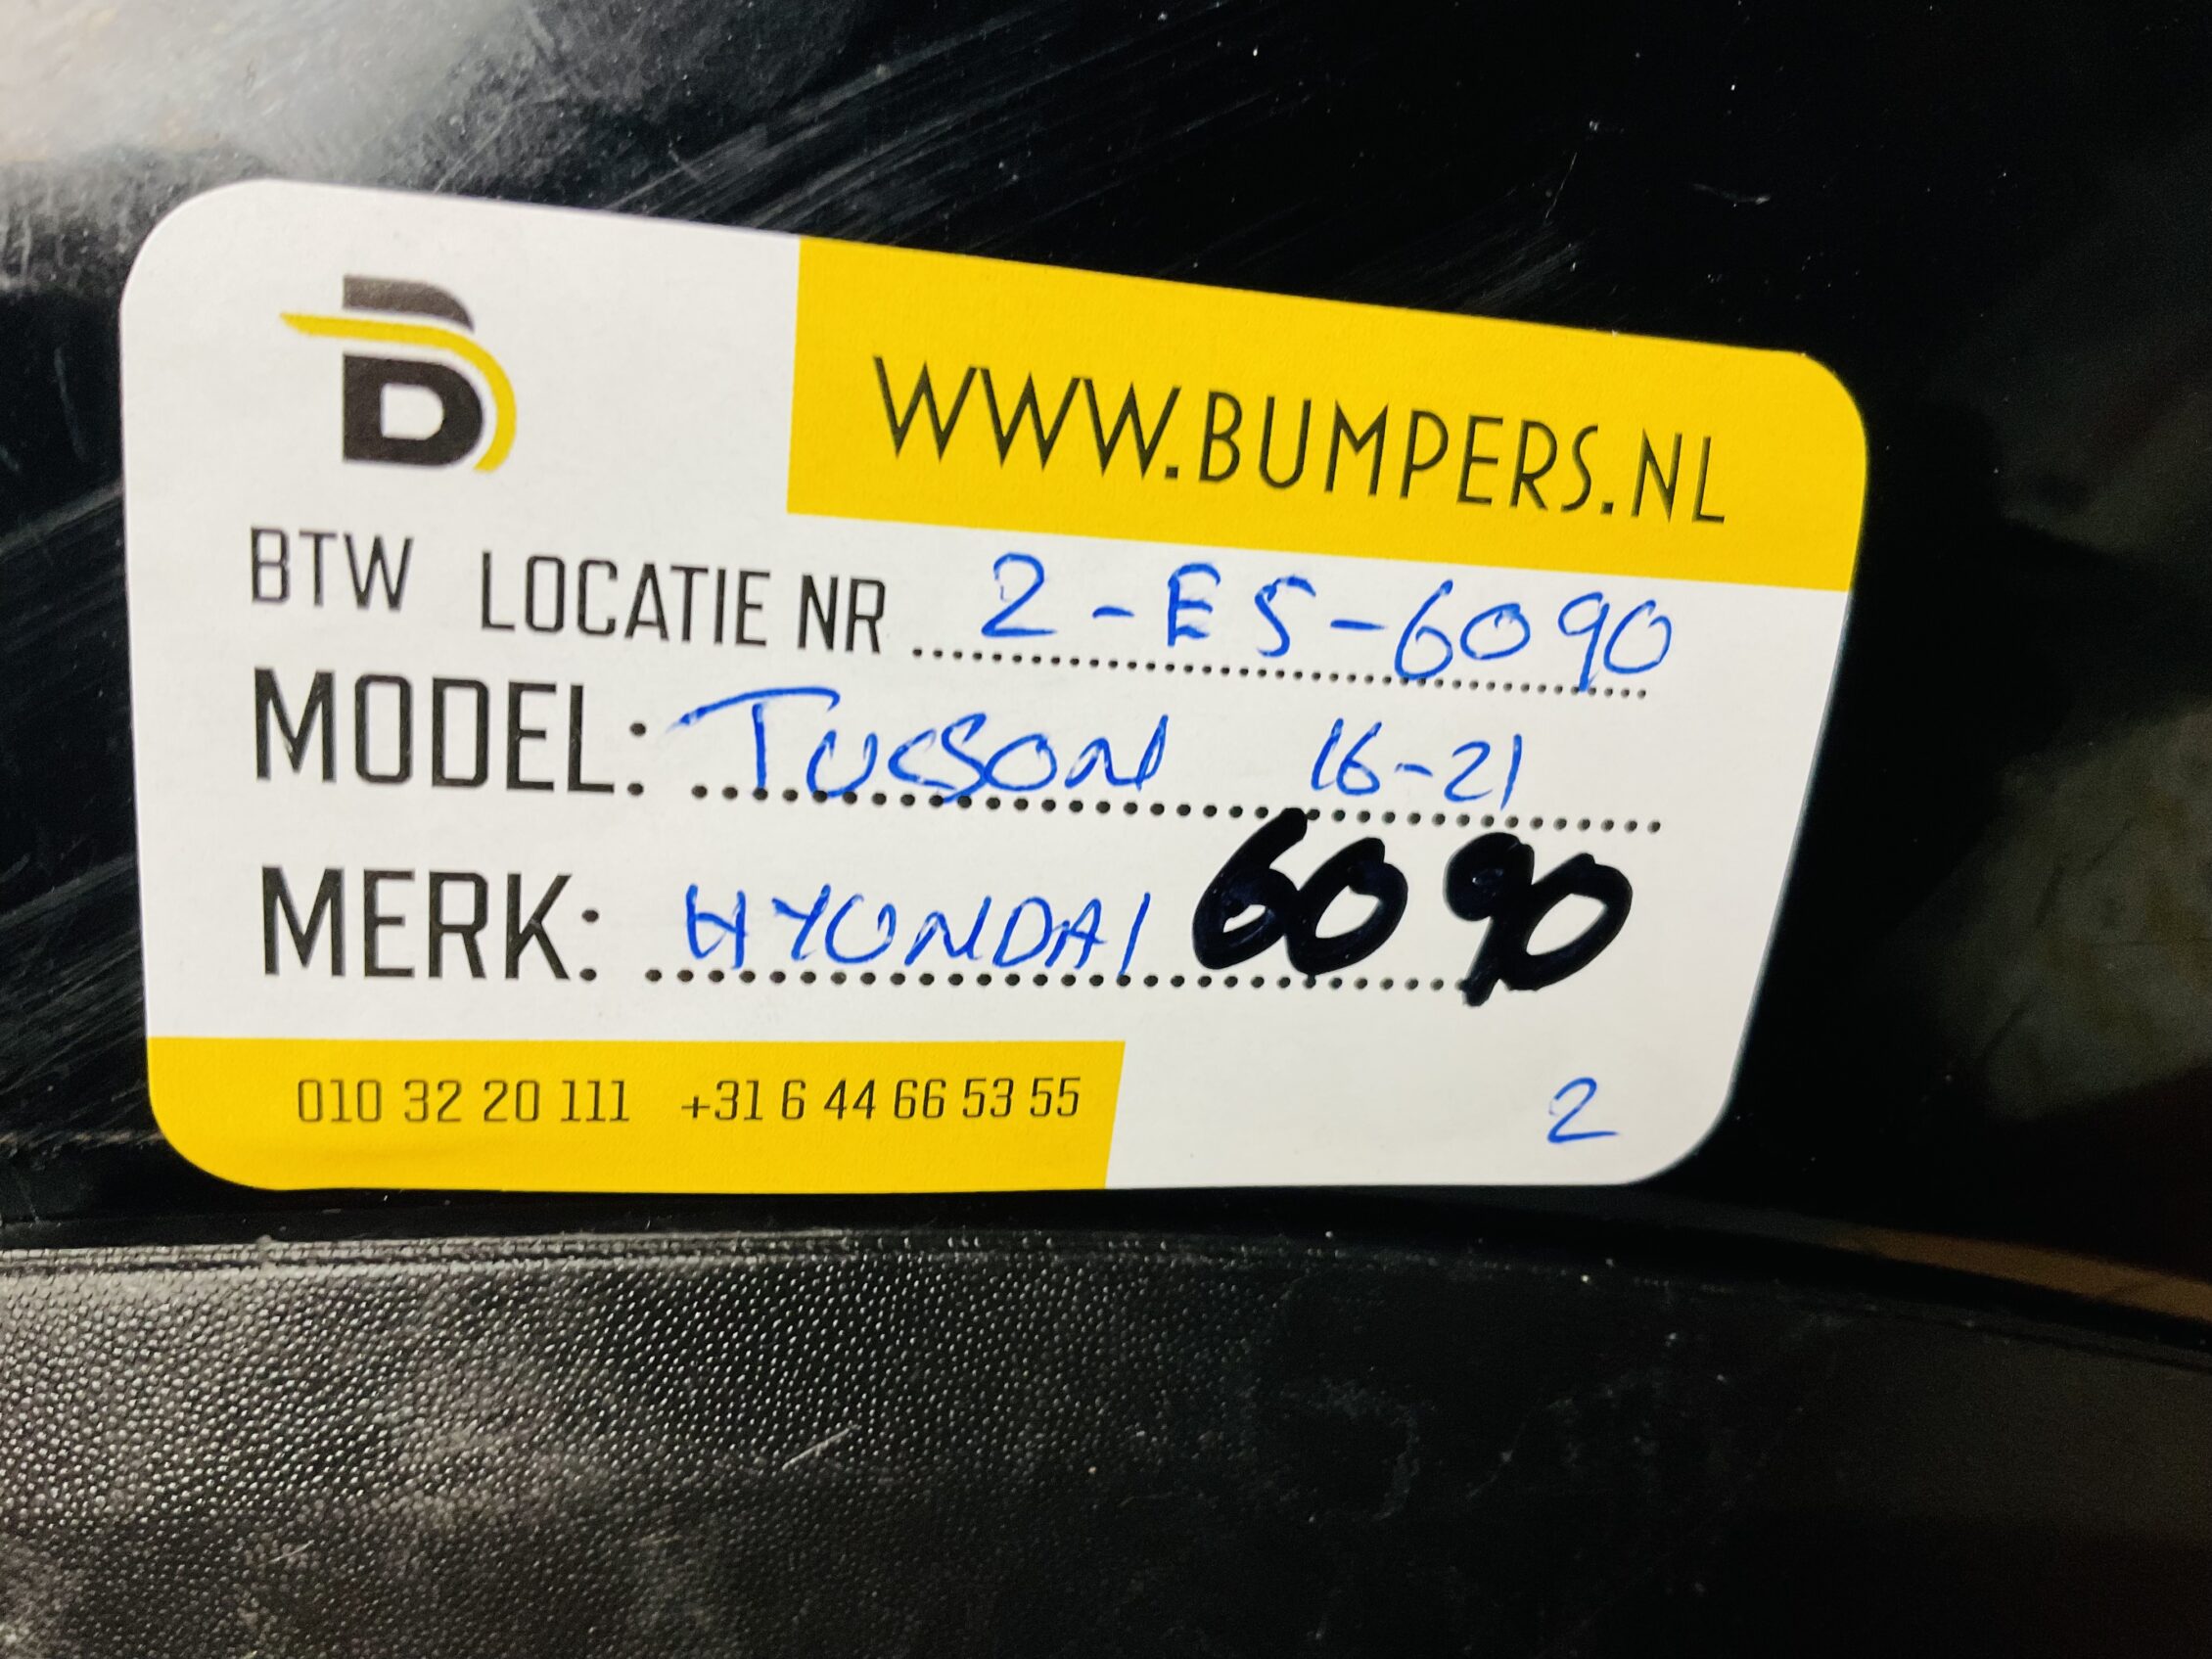 B
WWW.BUMPERS.NL
BTW LOCATIE NR 2-E5-6090
MODEL: TUCSON 16-21
MERK: HYUNDAI 6090
010 32 20 111 +31 6 44 66 53 55
2